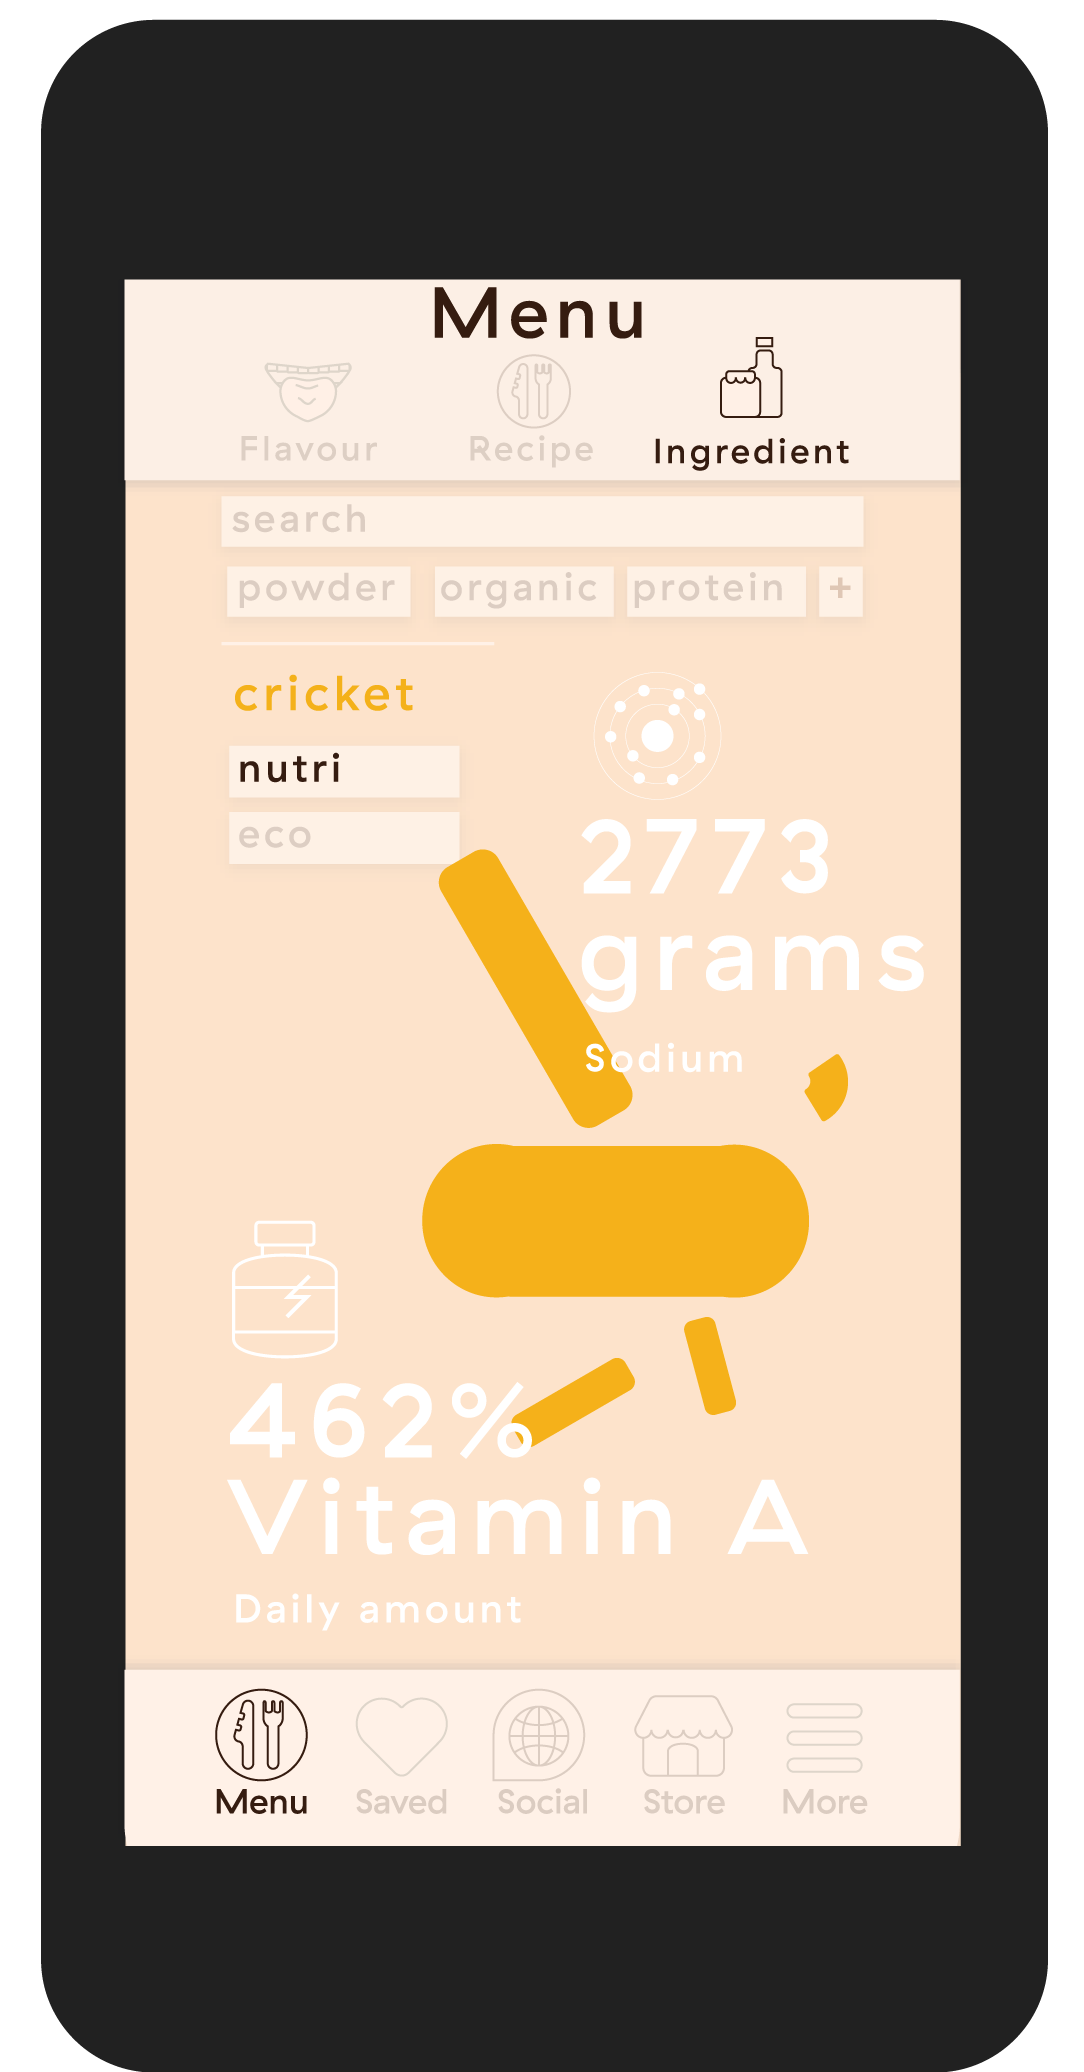 Menu
Flavour Recipe Ingredient
search
powder organic protein +
cricket
nutri
eco
2773
grams
Sodium
462%
Vitamin A
Daily amount
Menu Saved Social Store More